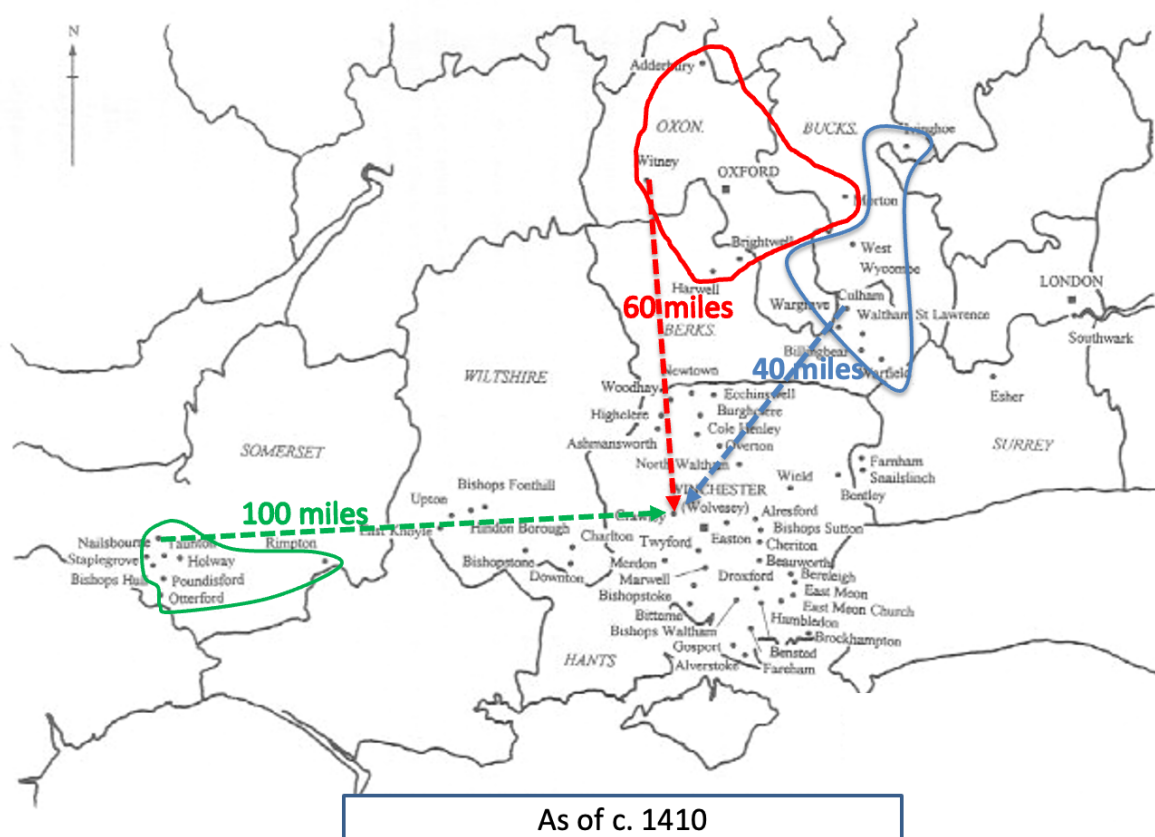 N
Adderbury
OXON.
BUCKS.
Ivinghoe
Witney
OXFORD
Morton
Brightwell
West
Wycombe
Harwell
LONDON
60 miles
Wargrave
Culham
Waltham St Lawrence
Southwark
BERKS.
Billingbear
40 miles
Warfield
WILTSHIRE
Newtown
Woodhay
Ecchinswell
Esher
Highclere
Burghclere
Cole Henley
Ashmansworth
Overton
SURREY
SOMERSET
North Waltham
Farnham
Wield
Snailslinch
Bishops Fonthill
WINCHESTER
Bentley
Upton
(Wolvesey)
100 miles
Crawley
Alresford
East Knoyle
Hindon Borough
Bishops Sutton
Nailsbourne
Taunton
Rimpton
Charlton
Twyford
Easton
Cheriton
Staplegrove
Holway
Bishopstone
Merdon
Beauworth
Bishops Hull
Poundisford
Downton
Marwell
Droxford
Bereleigh
Otterford
Bishopstoke
East Meon
East Meon Church
Bitterne
Hambledon
Bishops Waltham
Brockhampton
Gosport
Bensted
HANTS
Alverstoke
Fareham
As of c. 1410